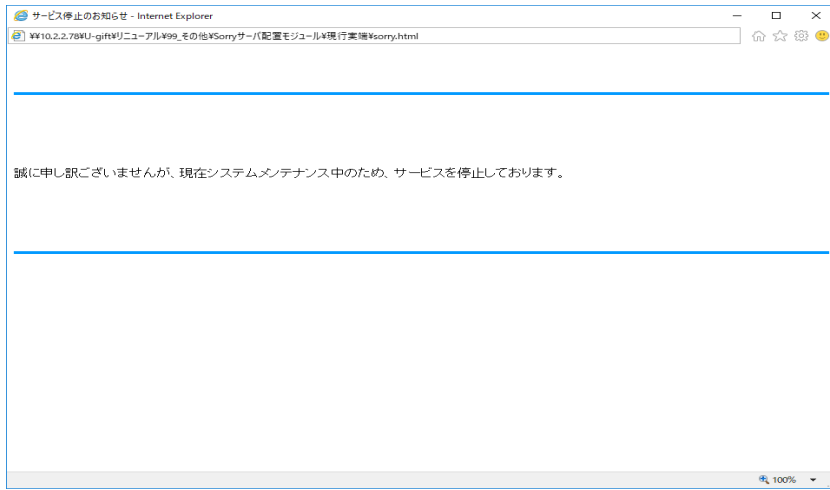 サービス停止のお知らせ - Internet Explorer
¥¥10.2.2.78¥U-gift¥リニューアル¥99_その他¥Sorryサーバ配置モジュール¥現行実端¥sorry.html
誠に申し訳ございませんが、現在システムメンテナンス中のため、サービスを停止しております。
100%